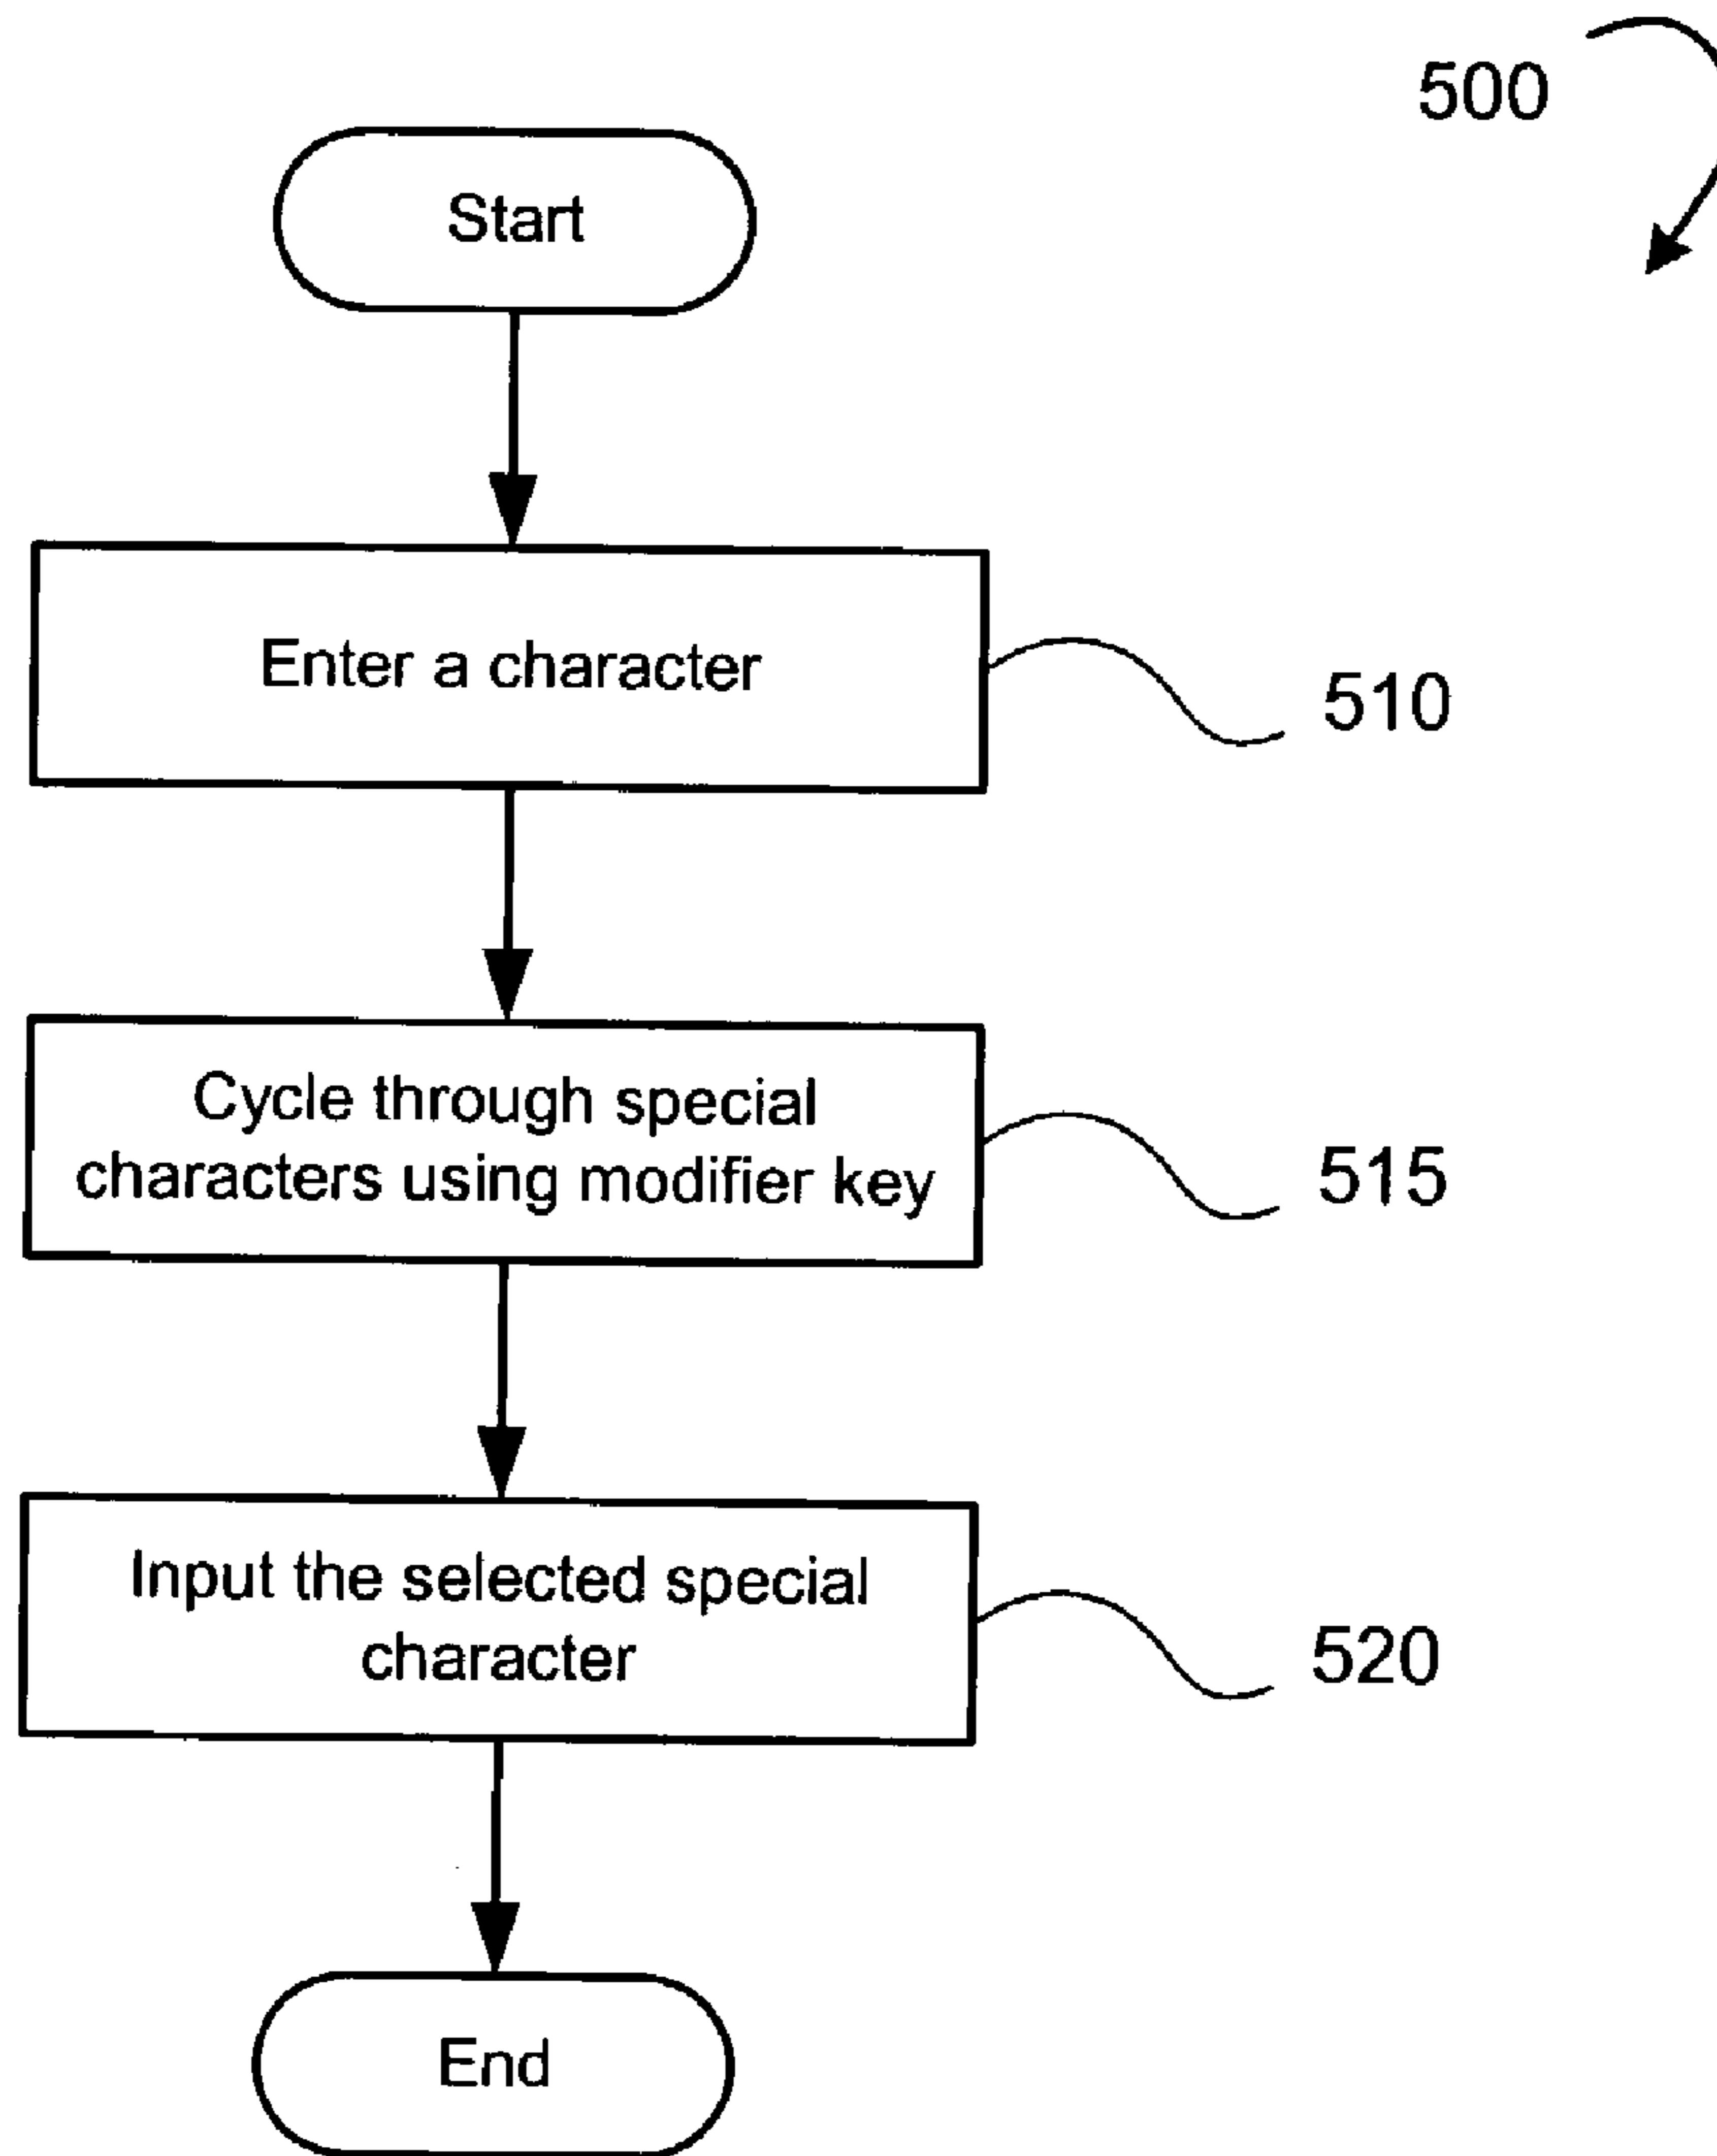 500
Start
Enter a character
510
Cycle through special
characters using modifier key
515
Input the selected special
character
520
End